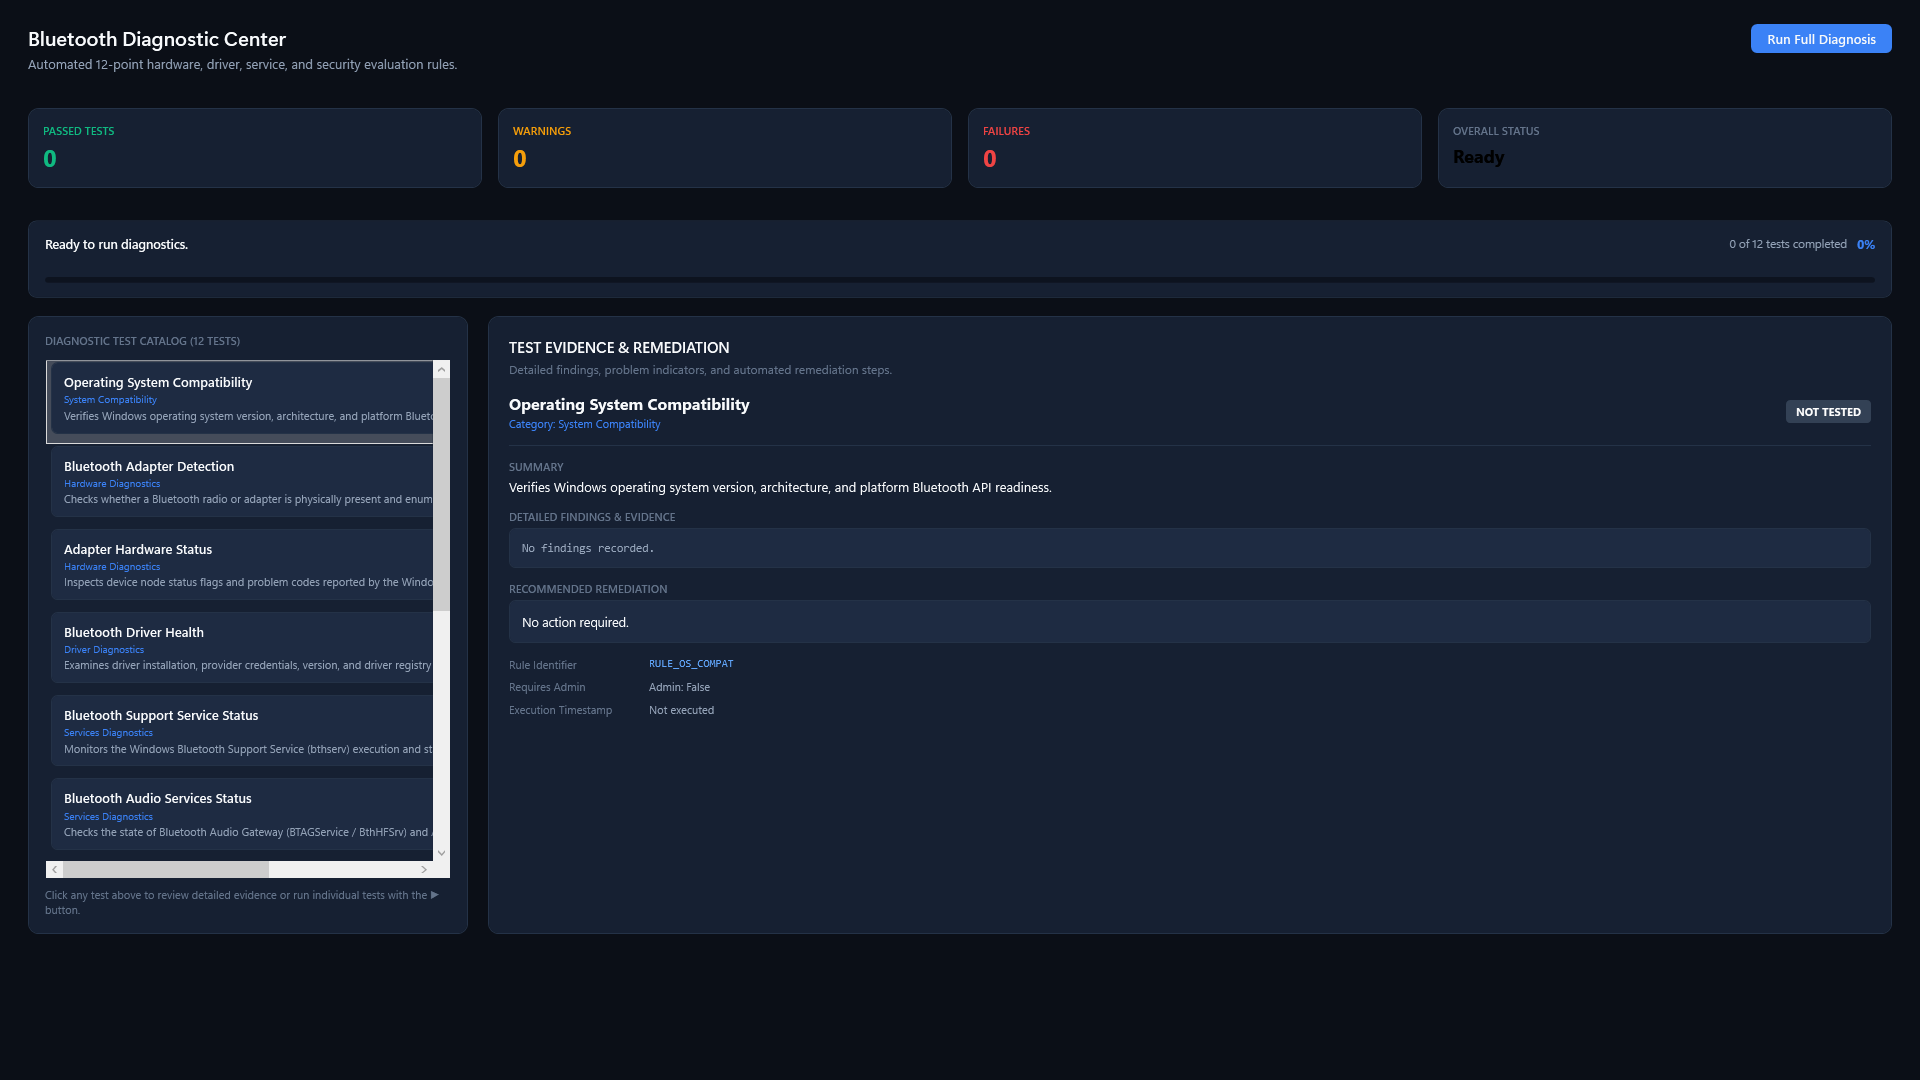 Bluetooth Diagnostic Center
Automated 12-point hardware, driver, service, and security evaluation rules.
Run Full Diagnosis
PASSED TESTS
0
WARNINGS
0
FAILURES
0
OVERALL STATUS
Ready
Ready to run diagnostics.
0 of 12 tests completed 0%
DIAGNOSTIC TEST CATALOG (12 TESTS)
Operating System Compatibility
System Compatibility
Verifies Windows operating system version, architecture, and platform Blueto
Bluetooth Adapter Detection
Hardware Diagnostics
Checks whether a Bluetooth radio or adapter is physically present and enum
Adapter Hardware Status
Hardware Diagnostics
Inspects device node status flags and problem codes reported by the Windo
Bluetooth Driver Health
Driver Diagnostics
Examines driver installation, provider credentials, version, and driver registry
Bluetooth Support Service Status
Services Diagnostics
Monitors the Windows Bluetooth Support Service (bthserv) execution and st
Bluetooth Audio Services Status
Services Diagnostics
Checks the state of Bluetooth Audio Gateway (BTAGService / BthHFSrv) and
Click any test above to review detailed evidence or run individual tests with the ▶
button.
TEST EVIDENCE & REMEDIATION
Detailed findings, problem indicators, and automated remediation steps.
Operating System Compatibility
Category: System Compatibility
NOT TESTED
SUMMARY
Verifies Windows operating system version, architecture, and platform Bluetooth API readiness.
DETAILED FINDINGS & EVIDENCE
No findings recorded.
RECOMMENDED REMEDIATION
No action required.
Rule Identifier RULE_OS_COMPAT
Requires Admin Admin: False
Execution Timestamp Not executed